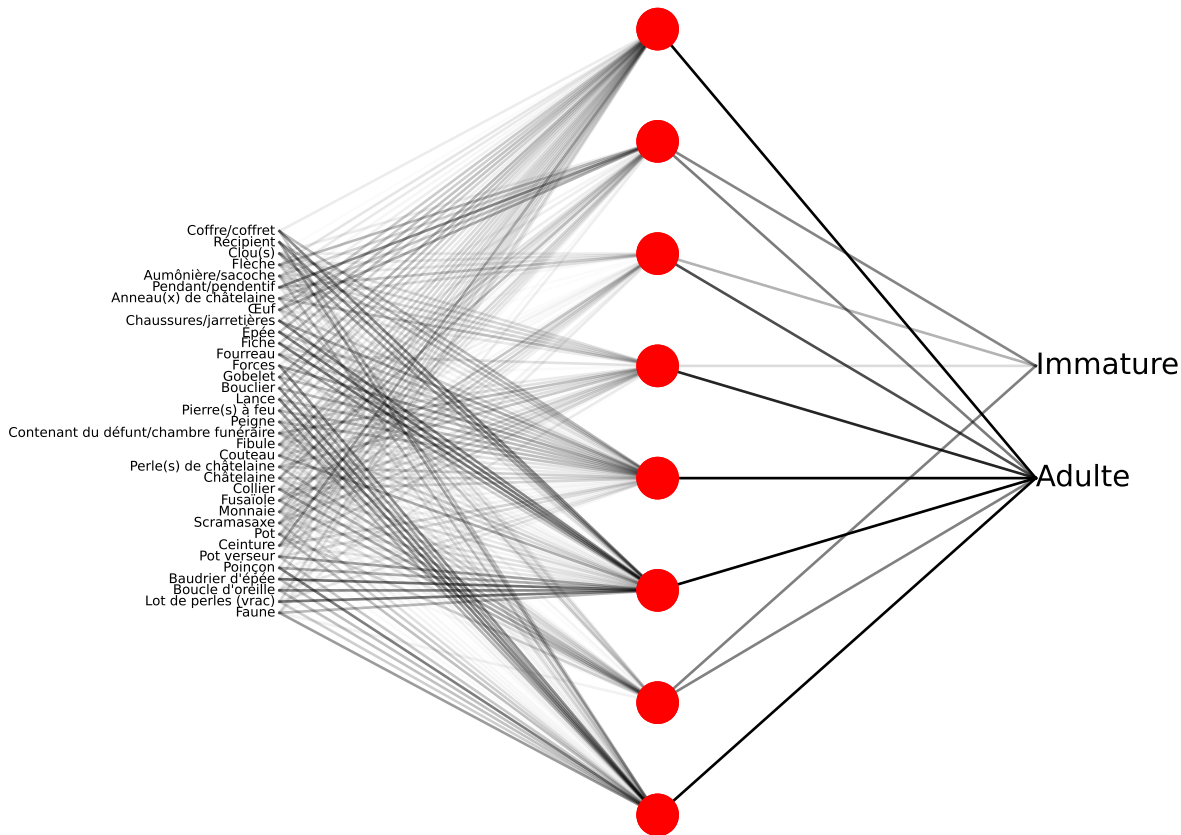 Coffre/coffret
Récipient
Clou(s)
Flèche
Aumônière/sacoche
Pendant/pendentif
Anneau(x) de châtelaine
Œuf
Chaussures/jarretières
Épée
Fiche
Fourreau
Forces
Gobelet
Bouclier
Lance
Pierre(s) à feu
Peigne
Contenant du défunt/chambre funéraire
Fibule
Couteau
Perle(s) de châtelaine
Châtelaine
Collier
Fusaïole
Monnaie
Scramasaxe
Pot
Ceinture
Pot verseur
Poinçon
Baudrier d'épée
Boucle d'oreille
Lot de perles (vrac)
Faune
Immature
Adulte